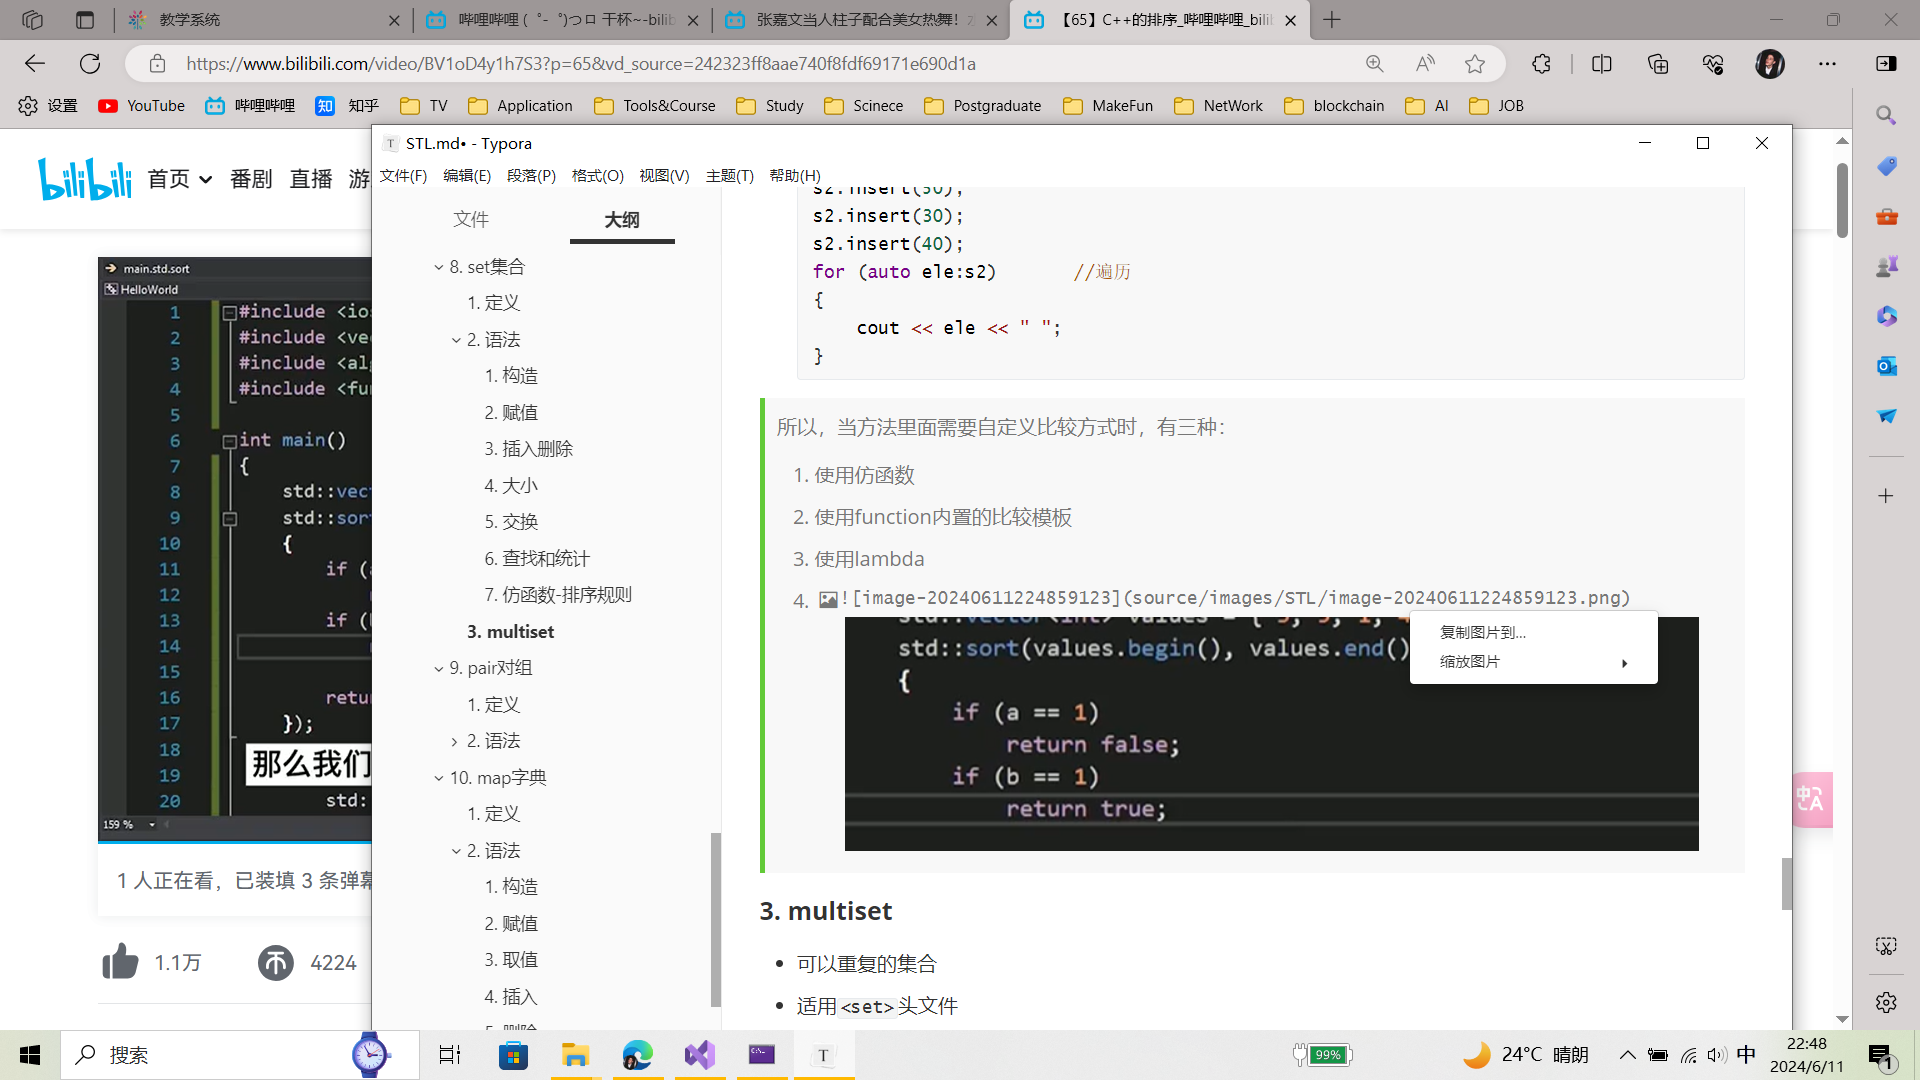 教学系统
哔哩哔哩 (゜-゜)つロ 干杯~-bilib
张嘉文当人柱子配合美女热舞!
【65】C++的排序_哔哩哔哩_bili
https://www.bilibili.com/video/BV1oD4y1h7S3?p=65&vd_source=242323ff8aae740f8fdf69171e690d1a
设置
YouTube
哔哩哔哩
知 知乎
TV
Application
Tools&Course
Study
Scinece
Postgraduate
MakeFun
NetWork
blockchain
AI
JOB
bilibili
首页
番剧
直播
游
main.std.sort
HelloWorld
1 #include <ios
2 #include <vec
3 #include <alg
4 #include <fun
5
6 int main()
7 {
8 std::vect
9 std::sort
10 {
11 if (a
12
13 if (b
14
15
16 retu
17 });
18
那么我们
19
20 std:
159 %
1 人正在看,已装填 3 条弹幕
1.1万
4224
T STL.md• - Typora
文件(F) 编辑(E) 段落(P) 格式(O) 视图(V) 主题(T) 帮助(H)
文件
大纲
8. set集合
1. 定义
2. 语法
1. 构造
2. 赋值
3. 插入删除
4. 大小
5. 交换
6. 查找和统计
7. 仿函数-排序规则
3. multiset
9. pair对组
1. 定义
2. 语法
10. map字典
1. 定义
2. 语法
1. 构造
2. 赋值
3. 取值
4. 插入
5. 删除
s2.insert(30);
s2.insert(40);
for (auto ele:s2) //遍历
{
cout << ele << " ";
}
所以,当方法里面需要自定义比较方式时,有三种:
1. 使用仿函数
2. 使用function内置的比较模板
3. 使用lambda
4. ![image-20240611224859123](source/images/STL/image-20240611224859123.png)
复制图片到...
缩放图片
std::sort(values.begin(), values.end()
{
if (a == 1)
return false;
if (b == 1)
return true;
3. multiset
• 可以重复的集合
• 适用<set>头文件
中A
搜索
T
99%
24°C 晴朗
中
22:48
2024/6/11
1